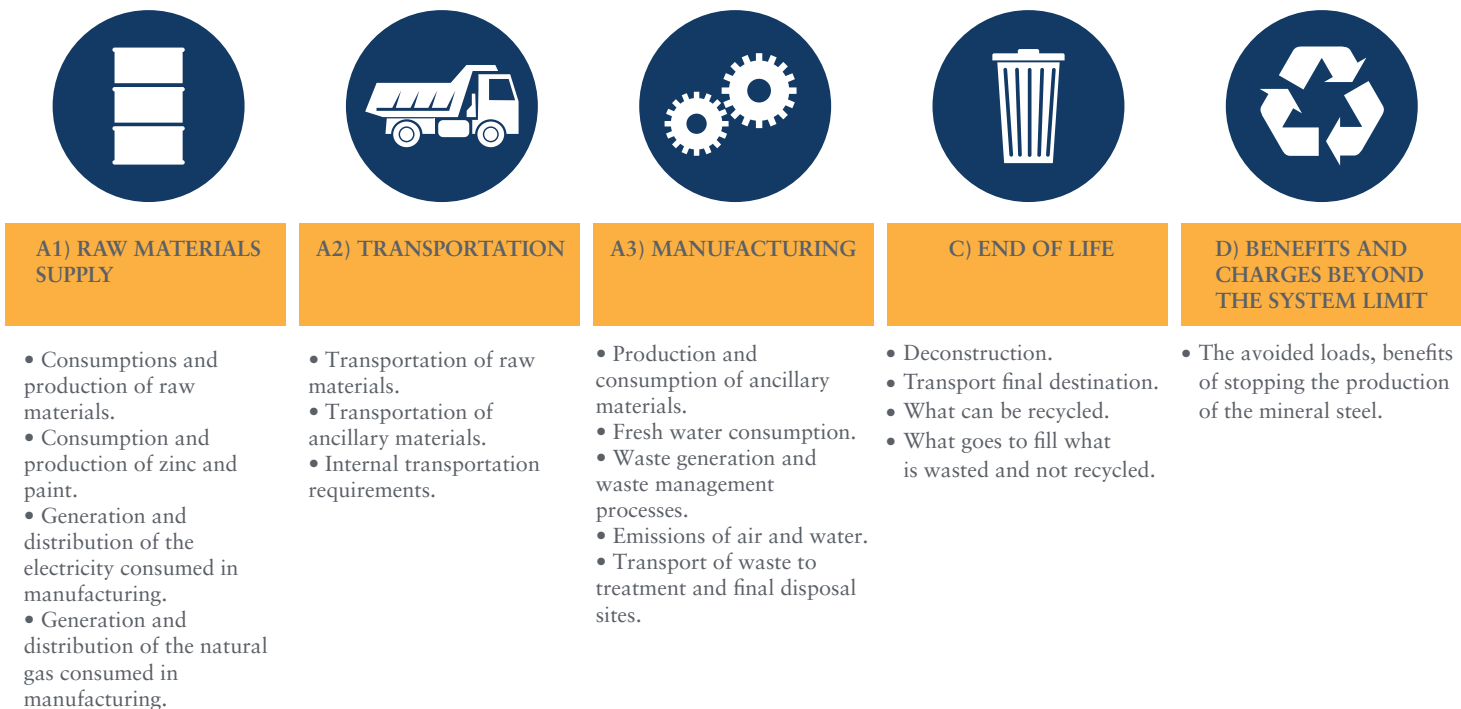 A1) RAW MATERIALS
SUPPLY
• Consumptions and
production of raw
materials.
• Consumption and
production of zinc and
paint.
• Generation and
distribution of the
electricity consumed in
manufacturing.
• Generation and
distribution of the natural
gas consumed in
manufacturing.
A2) TRANSPORTATION
• Transportation of raw
materials.
• Transportation of
ancillary materials.
• Internal transportation
requirements.
A3) MANUFACTURING
• Production and
consumption of ancillary
materials.
• Fresh water consumption.
• Waste generation and
waste management
processes.
• Emissions of air and water.
• Transport of waste to
treatment and final disposal
sites.
C) END OF LIFE
• Deconstruction.
• Transport final destination.
• What can be recycled.
• What goes to fill what
is wasted and not recycled.
D) BENEFITS AND
CHARGES BEYOND
THE SYSTEM LIMIT
• The avoided loads, benefits
of stopping the production
of the mineral steel.